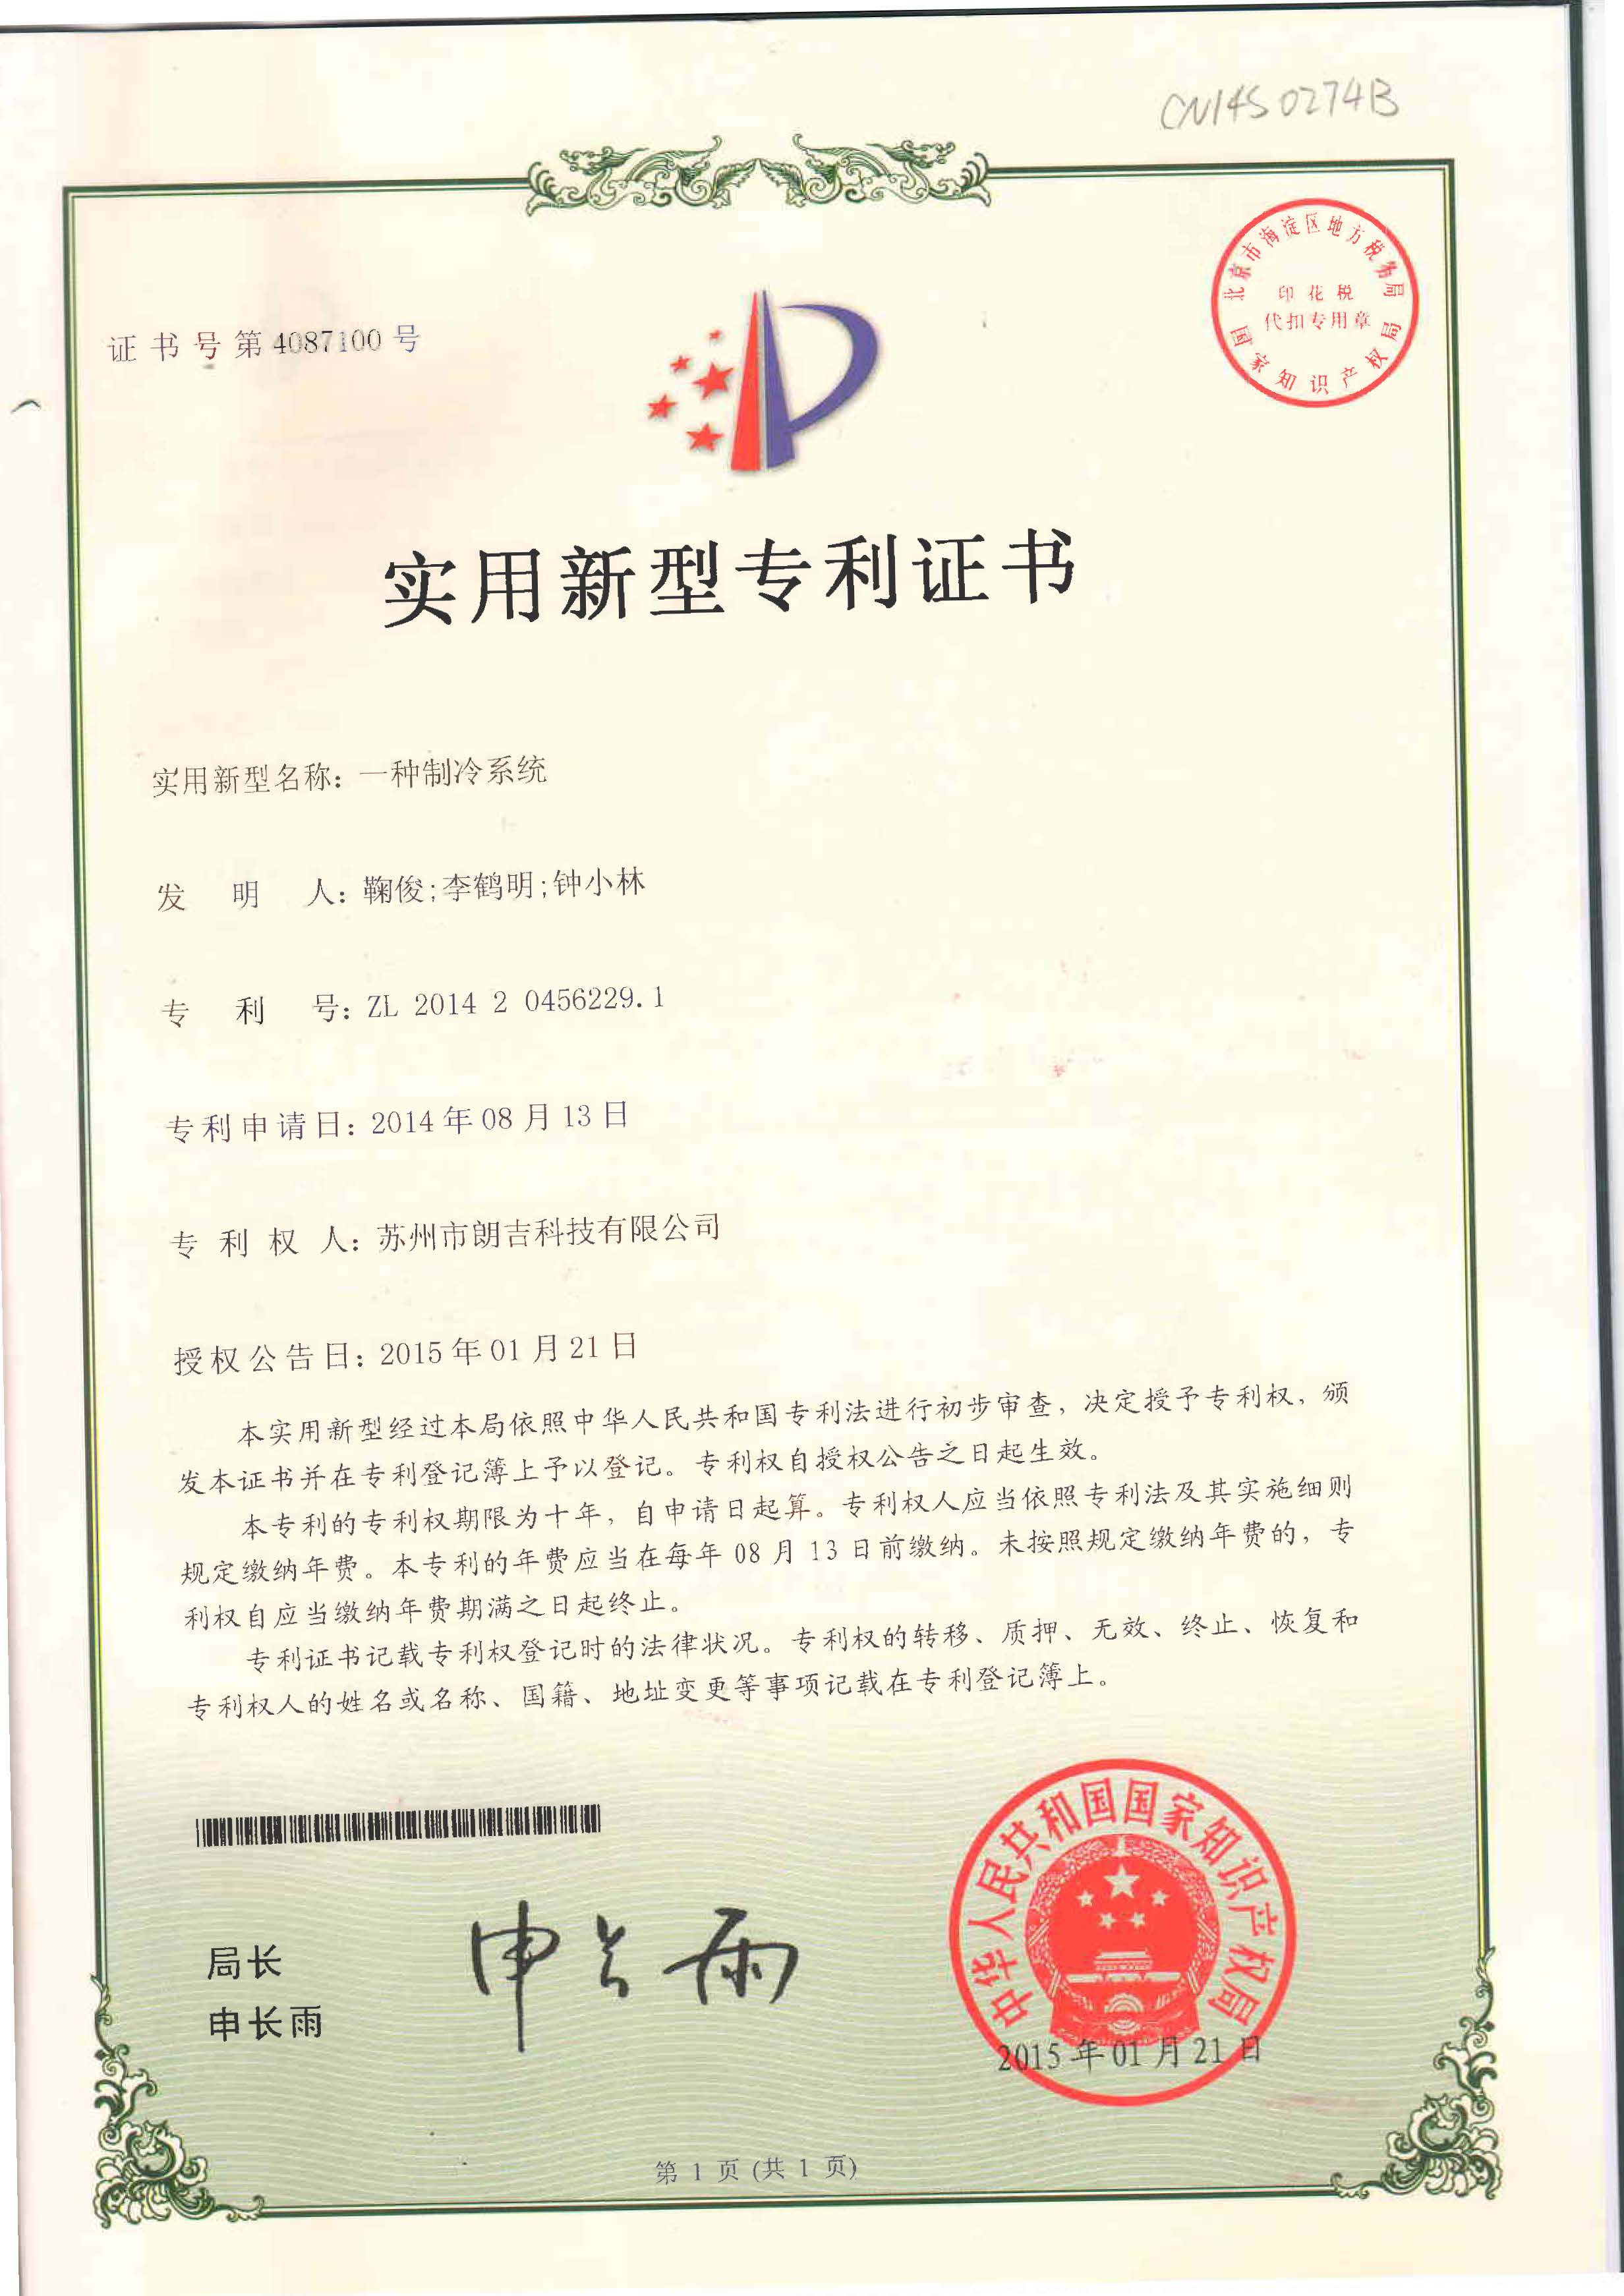 CN14S0274B
北京市海淀区地方税务局
印花税
代扣专用章
国家知识产权局
证书号第4087100号
实用新型专利证书
实用新型名称：一种制冷系统
发明人：鞠俊;李鹤明;钟小林
专利号：ZL 2014 2 0456229.1
专利申请日：2014年08月13日
专利权人：苏州市朗吉科技有限公司
授权公告日：2015年01月21日
本实用新型经过本局依照中华人民共和国专利法进行初步审查，决定授予专利权，颁
发本证书并在专利登记簿上予以登记。专利权自授权公告之日起生效。
本专利的专利权期限为十年，自申请日起算。专利权人应当依照专利法及其实施细则
规定缴纳年费。本专利的年费应当在每年08月13日前缴纳。未按照规定缴纳年费的，专
利权自应当缴纳年费期满之日起终止。
专利证书记载专利权登记时的法律状况。专利权的转移、质押、无效、终止、恢复和
专利权人的姓名或名称、国籍、地址变更等事项记载在专利登记簿上。
局长
申长雨
申长雨
中华人民共和国国家知识产权局
2015年01月21日
第 1 页 (共 1 页)